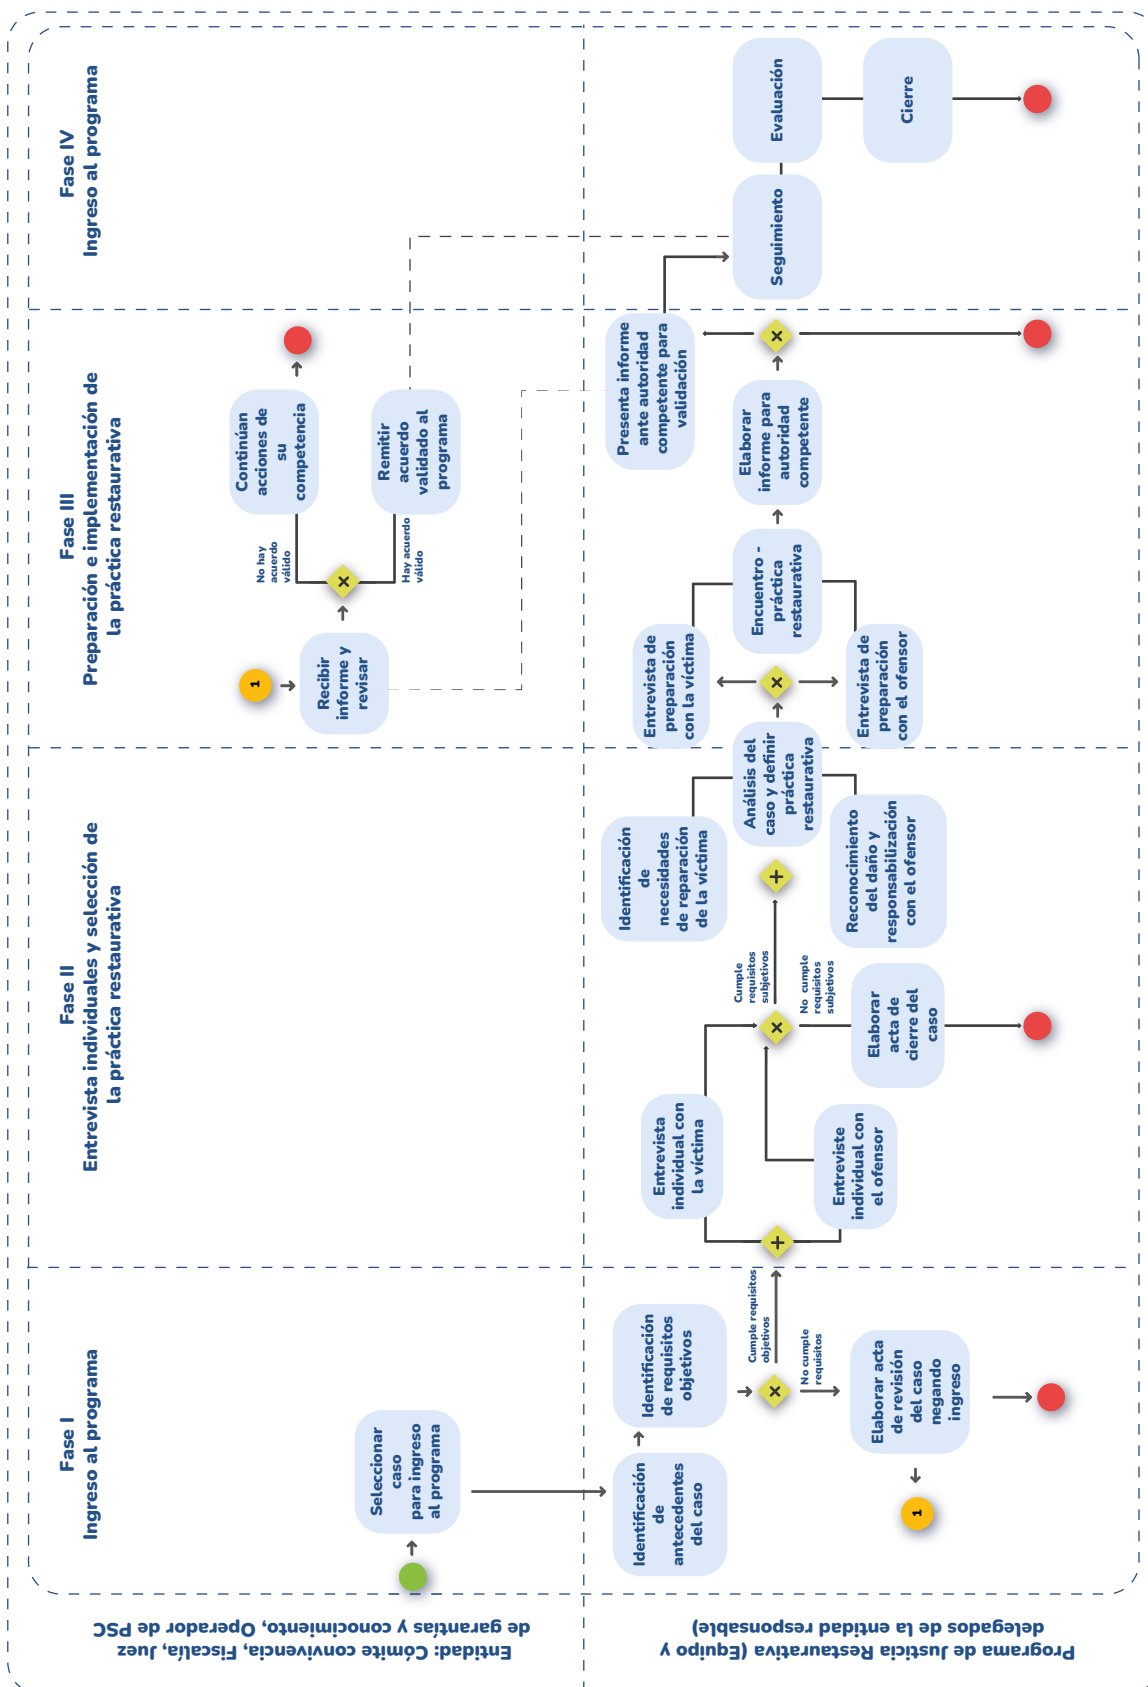 Entidad: Cómite convivencia, Fiscalía, Juez
de garantías y conocimiento, Operador de PSC
Programa de Justicia Restaurativa (Equipo y
delegados de la entidad responsable)
Fase I
Ingreso al programa
Seleccionar
caso
para ingreso
al programa
Identificación
de
antecedentes
del caso
Identificación
de requisitos
objetivos
Cumple requisitos
objetivos
No cumple
requisitos
Elaborar acta
de revisión
del caso
negando
ingreso
1
Fase II
Entrevista individuales y selección de
la práctica restaurativa
Entrevista
individual con
la víctima
Entreviste
individual con
el ofensor
Cumple
requisitos
subjetivos
No cumple
requisitos
subjetivos
Elaborar
acta de
cierre del
caso
Identificación
de
necesidades
de reparación
de la víctima
Análisis del
caso y definir
práctica
restaurativa
Reconocimiento
del daño y
responsabilización
con el ofensor
Fase III
Preparación e implementación de
la práctica restaurativa
1
Recibir
informe y
revisar
No hay
acuerdo
válido
Hay acuerdo
válido
Continúan
acciones de
su
competencia
Remitir
acuerdo
validado al
programa
Entrevista de
preparación
con la víctima
Entrevista de
preparación
con el ofensor
Encuentro -
práctica
restaurativa
Elaborar
informe para
autoridad
competente
Presenta informe
ante autoridad
competente para
validación
Fase IV
Ingreso al programa
Seguimiento
Evaluación
Cierre